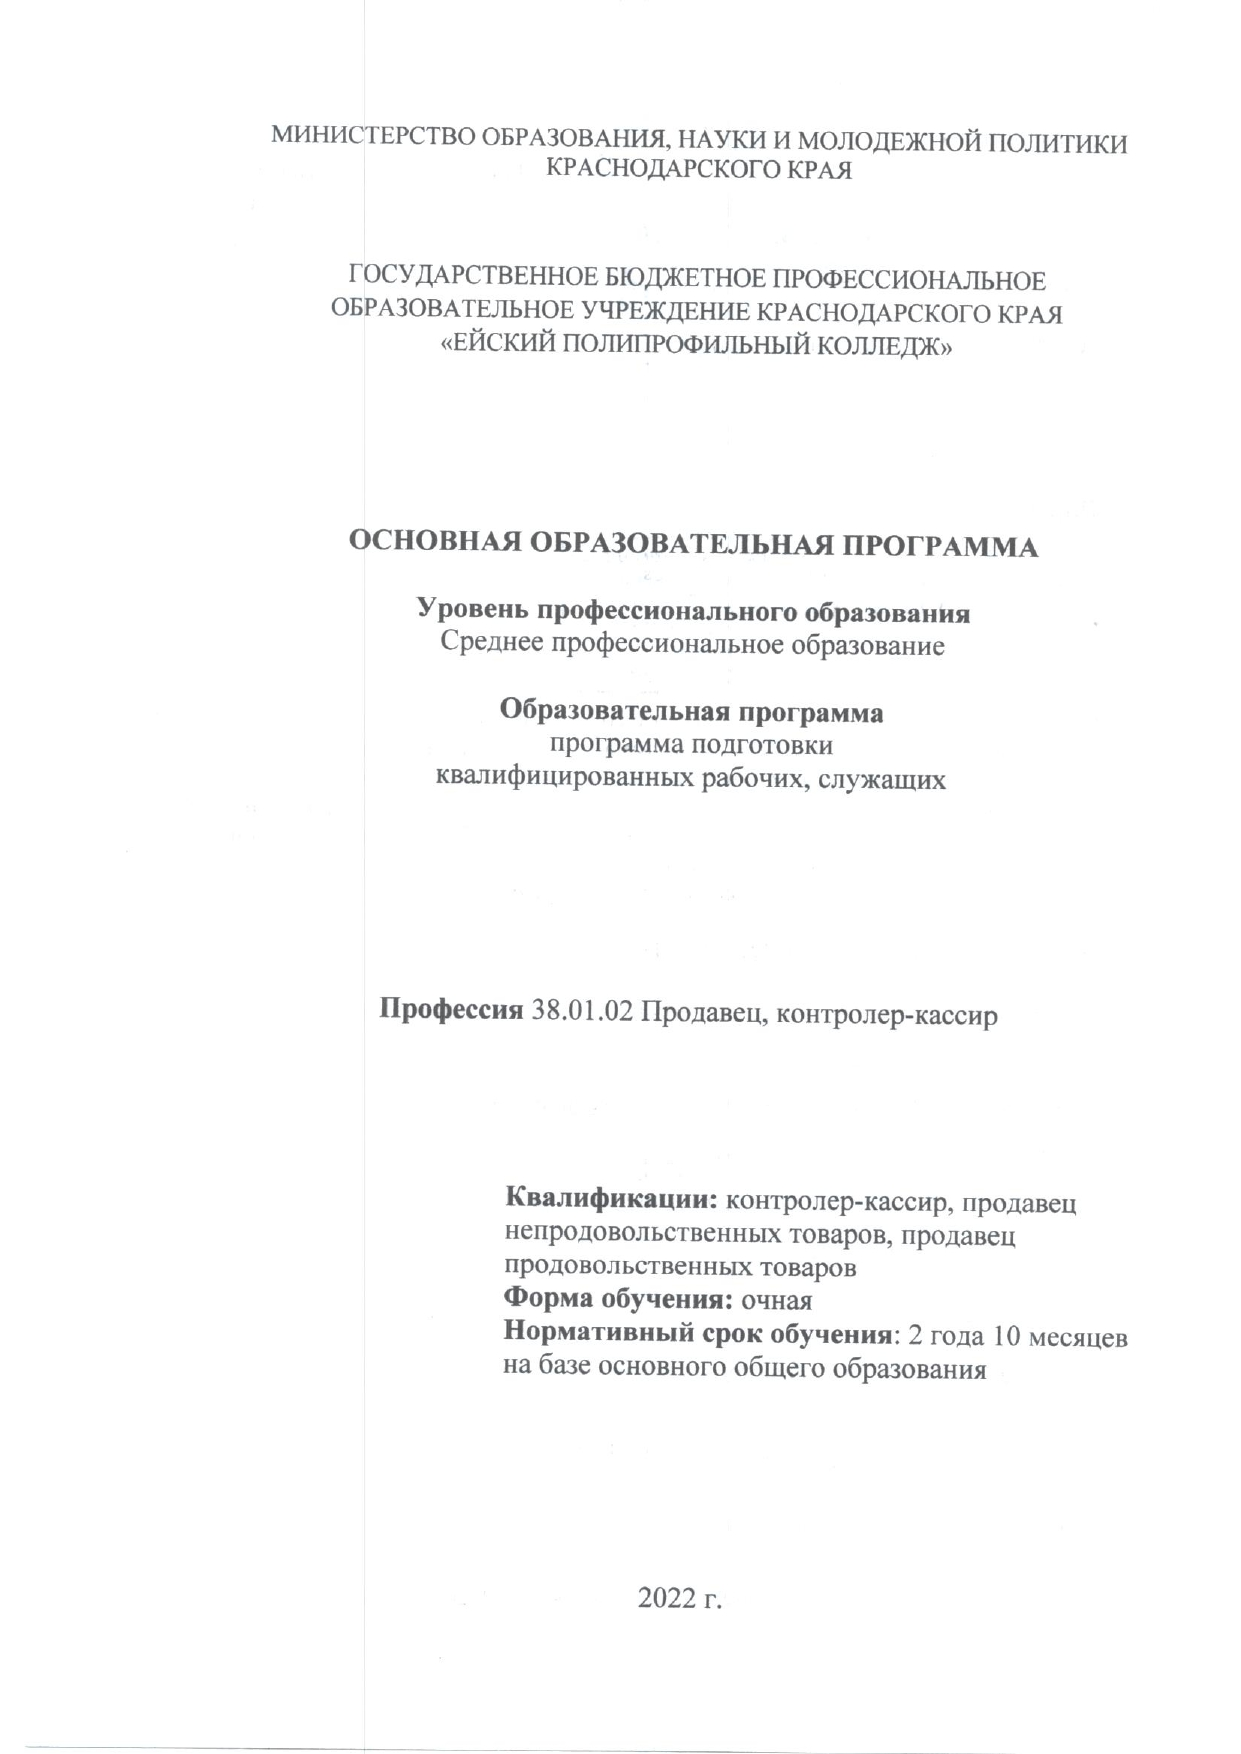 МИНИСТЕРСТВО ОБРАЗОВАНИЯ, НАУКИ И МОЛОДЕЖНОЙ ПОЛИТИКИ
КРАСНОДАРСКОГО КРАЯ
ГОСУДАРСТВЕННОЕ БЮДЖЕТНОЕ ПРОФЕССИОНАЛЬНОЕ
ОБРАЗОВАТЕЛЬНОЕ УЧРЕЖДЕНИЕ КРАСНОДАРСКОГО КРАЯ
«ЕЙСКИЙ ПОЛИПРОФИЛЬНЫЙ КОЛЛЕДЖ»
ОСНОВНАЯ ОБРАЗОВАТЕЛЬНАЯ ПРОГРАММА
Уровень профессионального образования
Среднее профессиональное образование
Образовательная программа
программа подготовки
квалифицированных рабочих, служащих
Профессия 38.01.02 Продавец, контролер-кассир
Квалификации: контролер-кассир, продавец
непродовольственных товаров, продавец
продовольственных товаров
Форма обучения: очная
Нормативный срок обучения: 2 года 10 месяцев
на базе основного общего образования
2022 г.